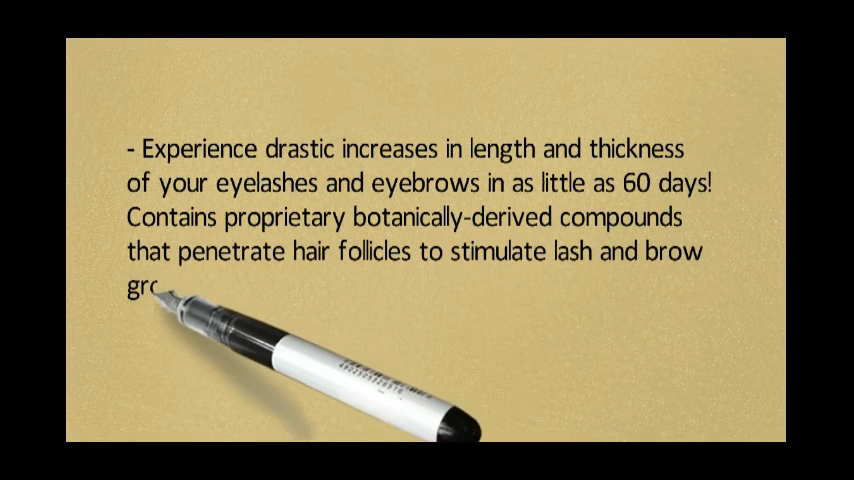 - Experience drastic increases in length and thickness
of your eyelashes and eyebrows in as little as 60 days!
Contains proprietary botanically-derived compounds
that penetrate hair follicles to stimulate lash and brow
gro